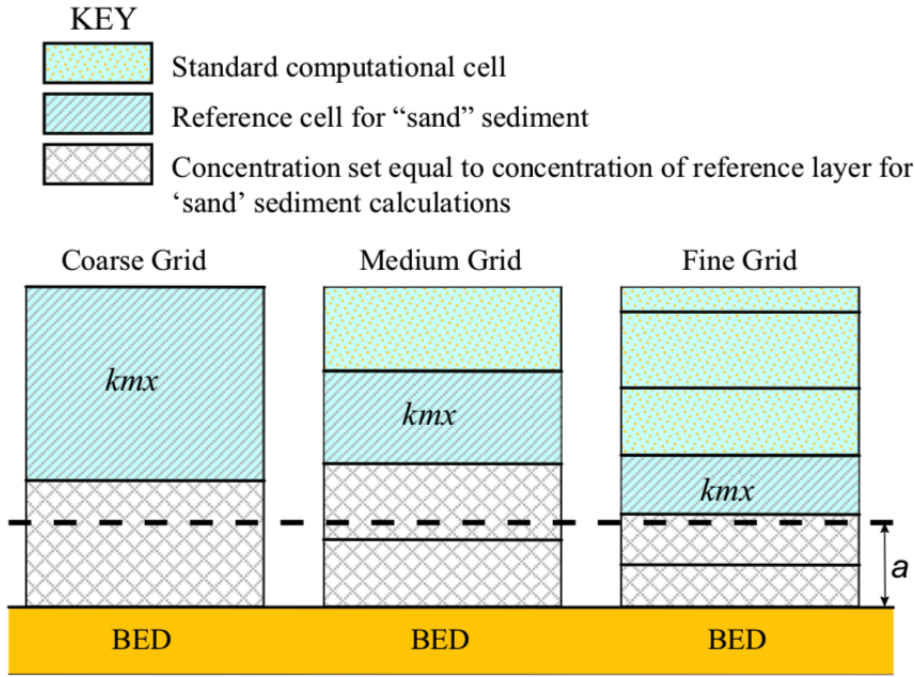 KEY
Standard computational cell
Reference cell for “sand” sediment
Concentration set equal to concentration of reference layer for
‘sand’ sediment calculations
Coarse Grid
Medium Grid
Fine Grid
kmx
kmx
kmx
a
BED
BED
BED